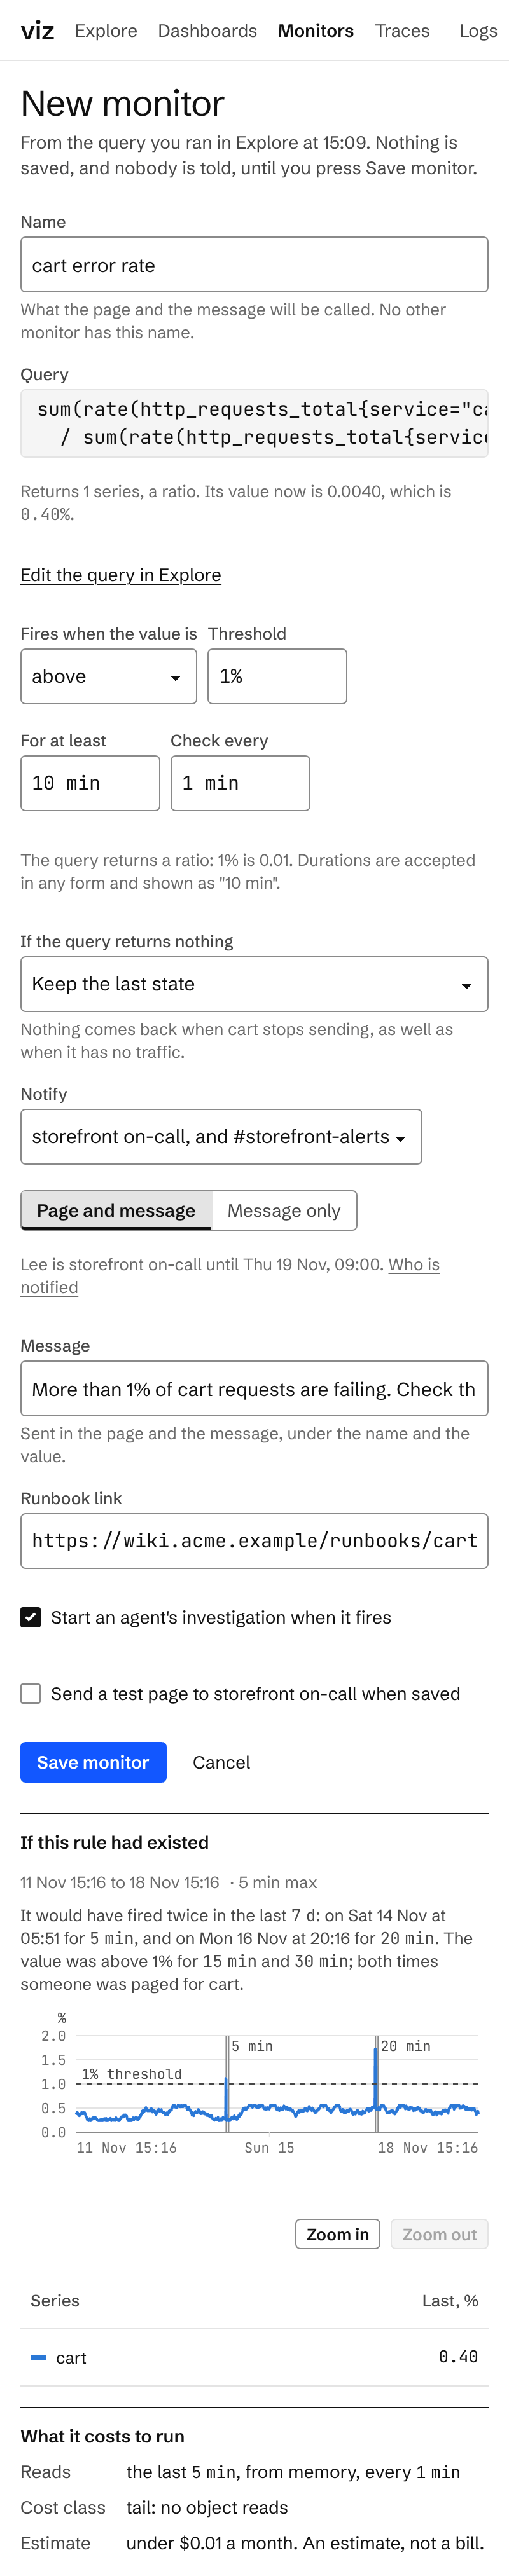 viz Explore Dashboards Monitors Traces Logs
New monitor
From the query you ran in Explore at 15:09. Nothing is
saved, and nobody is told, until you press Save monitor.
Name
cart error rate
What the page and the message will be called. No other
monitor has this name.
Query
sum(rate(http_requests_total{service="ca
/ sum(rate(http_requests_total{service
Returns 1 series, a ratio. Its value now is 0.0040, which is
0.40%.
Edit the query in Explore
Fires when the value is Threshold
above 1%
For at least Check every
10 min 1 min
The query returns a ratio: 1% is 0.01. Durations are accepted
in any form and shown as "10 min".
If the query returns nothing
Keep the last state
Nothing comes back when cart stops sending, as well as
when it has no traffic.
Notify
storefront on-call, and #storefront-alerts
Page and message Message only
Lee is storefront on-call until Thu 19 Nov, 09:00. Who is
notified
Message
More than 1% of cart requests are failing. Check th
Sent in the page and the message, under the name and the
value.
Runbook link
https://wiki.acme.example/runbooks/cart
Start an agent's investigation when it fires
Send a test page to storefront on-call when saved
Save monitor Cancel
If this rule had existed
11 Nov 15:16 to 18 Nov 15:16 · 5 min max
It would have fired twice in the last 7 d: on Sat 14 Nov at
05:51 for 5 min, and on Mon 16 Nov at 20:16 for 20 min. The
value was above 1% for 15 min and 30 min; both times
someone was paged for cart.
%
2.0
5 min 20 min
1.5
1% threshold
1.0
0.5
0.0
11 Nov 15:16 Sun 15 18 Nov 15:16
Zoom in Zoom out
Series Last, %
cart 0.40
What it costs to run
Reads the last 5 min, from memory, every 1 min
Cost class tail: no object reads
Estimate under $0.01 a month. An estimate, not a bill.